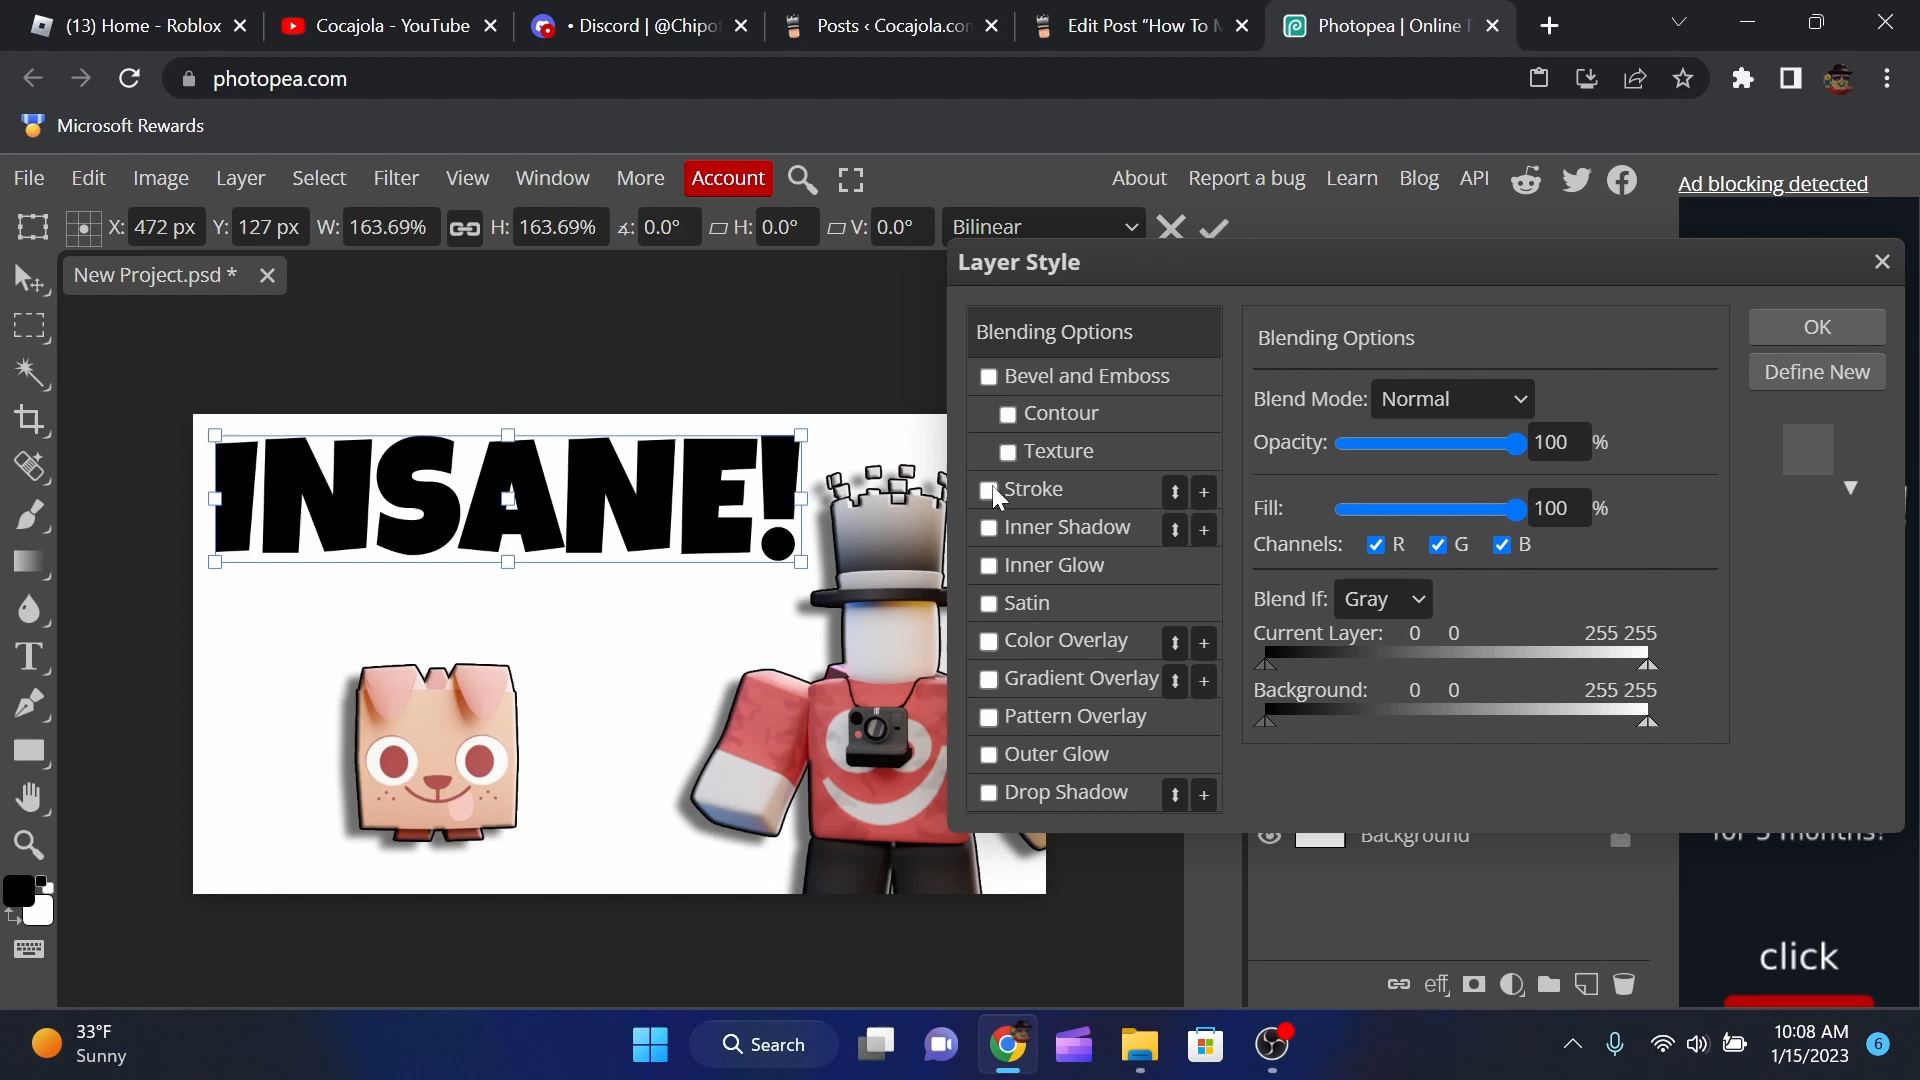 (13) Home - Roblox
Cocajola - YouTube
• Discord | @Chipot
Posts ‹ Cocajola.com
Edit Post “How To M
Photopea | Online P
photopea.com
Microsoft Rewards
File Edit Image Layer Select Filter View Window More Account
About Report a bug Learn Blog API
Ad blocking detected
X: 472 px Y: 127 px W: 163.69% H: 163.69% ∡: 0.0° H: 0.0° V: 0.0° Bilinear
New Project.psd *
INSANE!
Layer Style
Blending Options
Bevel and Emboss
Contour
Texture
Stroke
Inner Shadow
Inner Glow
Satin
Color Overlay
Gradient Overlay
Pattern Overlay
Outer Glow
Drop Shadow
Blending Options
Blend Mode: Normal
Opacity: 100 %
Fill: 100 %
Channels: R G B
Blend If: Gray
Current Layer: 0 0 255 255
Background: 0 0 255 255
OK
Define New
Background
for 3 months!
click
eff
33°F
Sunny
Search
10:08 AM
1/15/2023
6